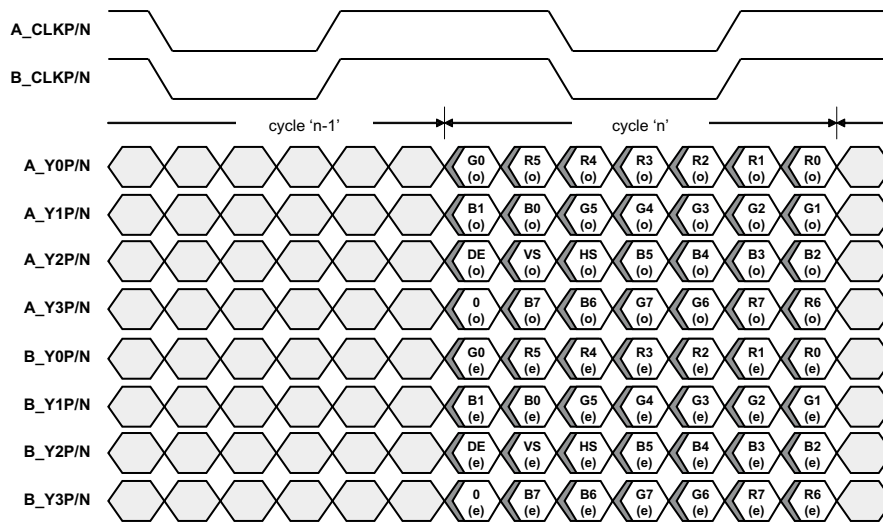 A_CLKP/N
B_CLKP/N
cycle ‘n-1’ cycle ‘n’
A_Y0P/N G0 (o) R5 (o) R4 (o) R3 (o) R2 (o) R1 (o) R0 (o)
A_Y1P/N B1 (o) B0 (o) G5 (o) G4 (o) G3 (o) G2 (o) G1 (o)
A_Y2P/N DE (o) VS (o) HS (o) B5 (o) B4 (o) B3 (o) B2 (o)
A_Y3P/N 0 (o) B7 (o) B6 (o) G7 (o) G6 (o) R7 (o) R6 (o)
B_Y0P/N G0 (e) R5 (e) R4 (e) R3 (e) R2 (e) R1 (e) R0 (e)
B_Y1P/N B1 (e) B0 (e) G5 (e) G4 (e) G3 (e) G2 (e) G1 (e)
B_Y2P/N DE (e) VS (e) HS (e) B5 (e) B4 (e) B3 (e) B2 (e)
B_Y3P/N 0 (e) B7 (e) B6 (e) G7 (e) G6 (e) R7 (e) R6 (e)